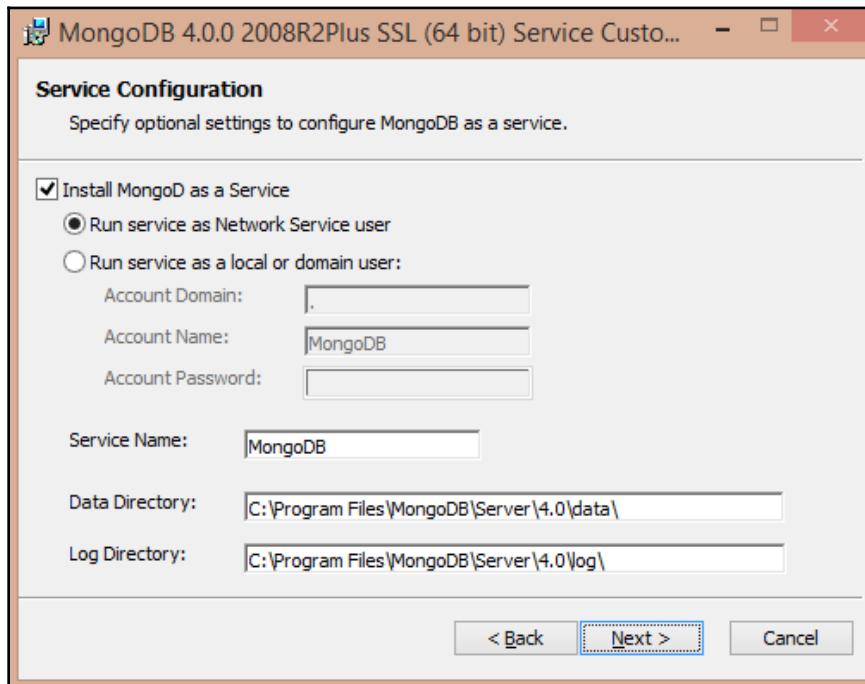 MongoDB 4.0.0 2008R2Plus SSL (64 bit) Service Custo...
Service Configuration
Specify optional settings to configure MongoDB as a service.
Install MongoD as a Service
Run service as Network Service user
Run service as a local or domain user:
Account Domain: .
Account Name: MongoDB
Account Password:
Service Name: MongoDB
Data Directory: C:\Program Files\MongoDB\Server\4.0\data\
Log Directory: C:\Program Files\MongoDB\Server\4.0\log\
< Back Next > Cancel